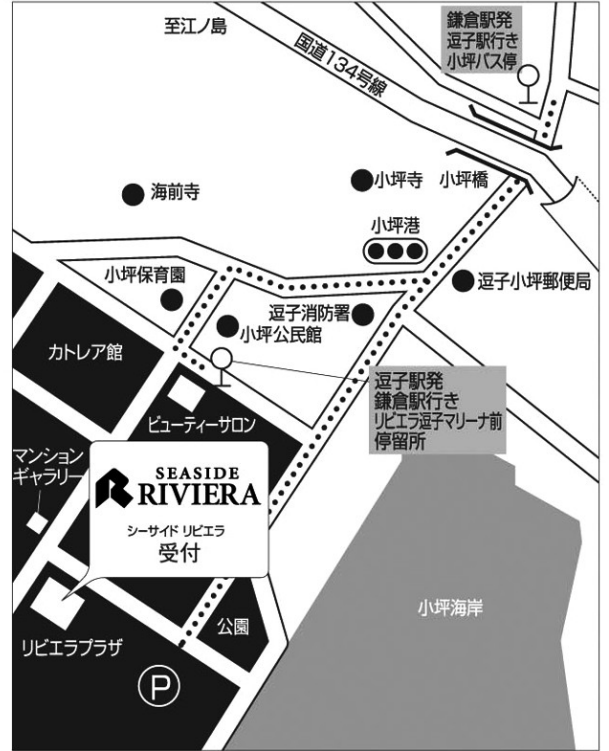 至江ノ島
国道134号線
鎌倉駅発
逗子駅行き
小坪バス停
海前寺
小坪寺
小坪橋
小坪港
小坪保育園
逗子消防署
小坪公民館
逗子小坪郵便局
カトレア館
逗子駅発
鎌倉駅行き
リビエラ逗子マリーナ前
停留所
ビューティーサロン
マンション
ギャラリー
SEASIDE
RIVIERA
シーサイド リビエラ
受付
小坪海岸
公園
リビエラプラザ
P